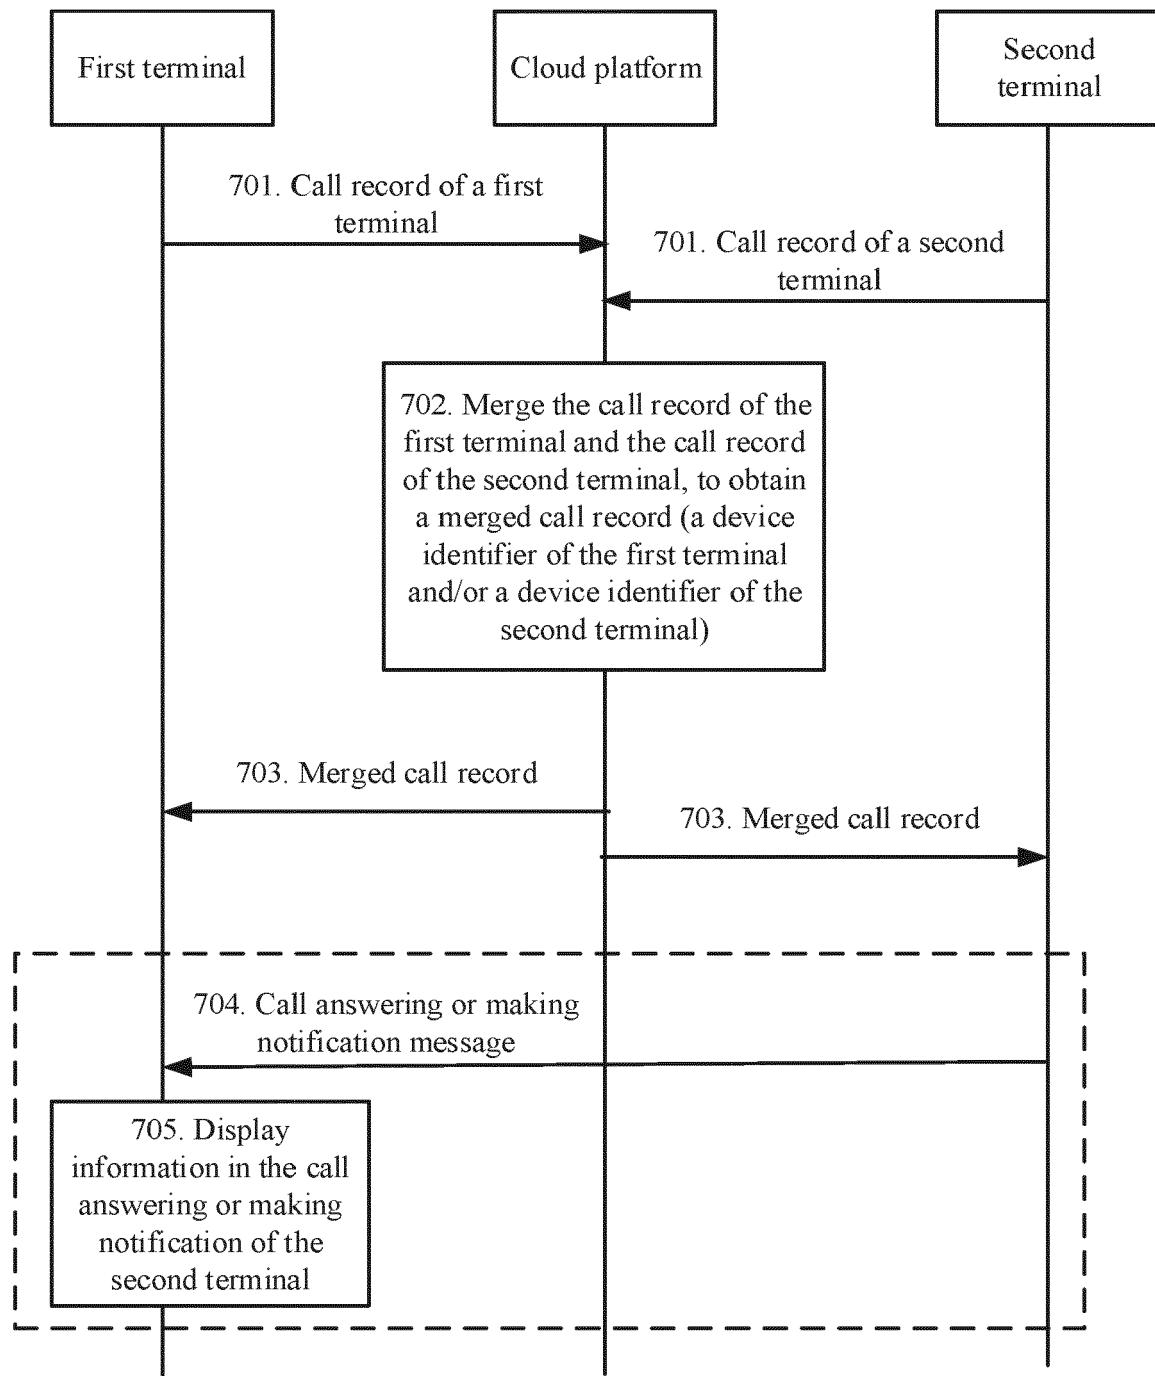 First terminal
Cloud platform
Second
terminal
701. Call record of a first
terminal
701. Call record of a second
terminal
702. Merge the call record of the
first terminal and the call record
of the second terminal, to obtain
a merged call record (a device
identifier of the first terminal
and/or a device identifier of the
second terminal)
703. Merged call record
703. Merged call record
704. Call answering or making
notification message
705. Display
information in the call
answering or making
notification of the
second terminal